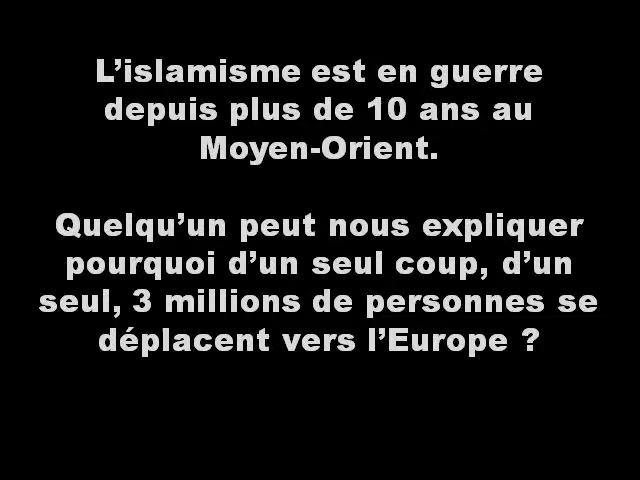 L’islamisme est en guerre
depuis plus de 10 ans au
Moyen-Orient.
Quelqu’un peut nous expliquer
pourquoi d’un seul coup, d’un
seul, 3 millions de personnes se
déplacent vers l’Europe ?